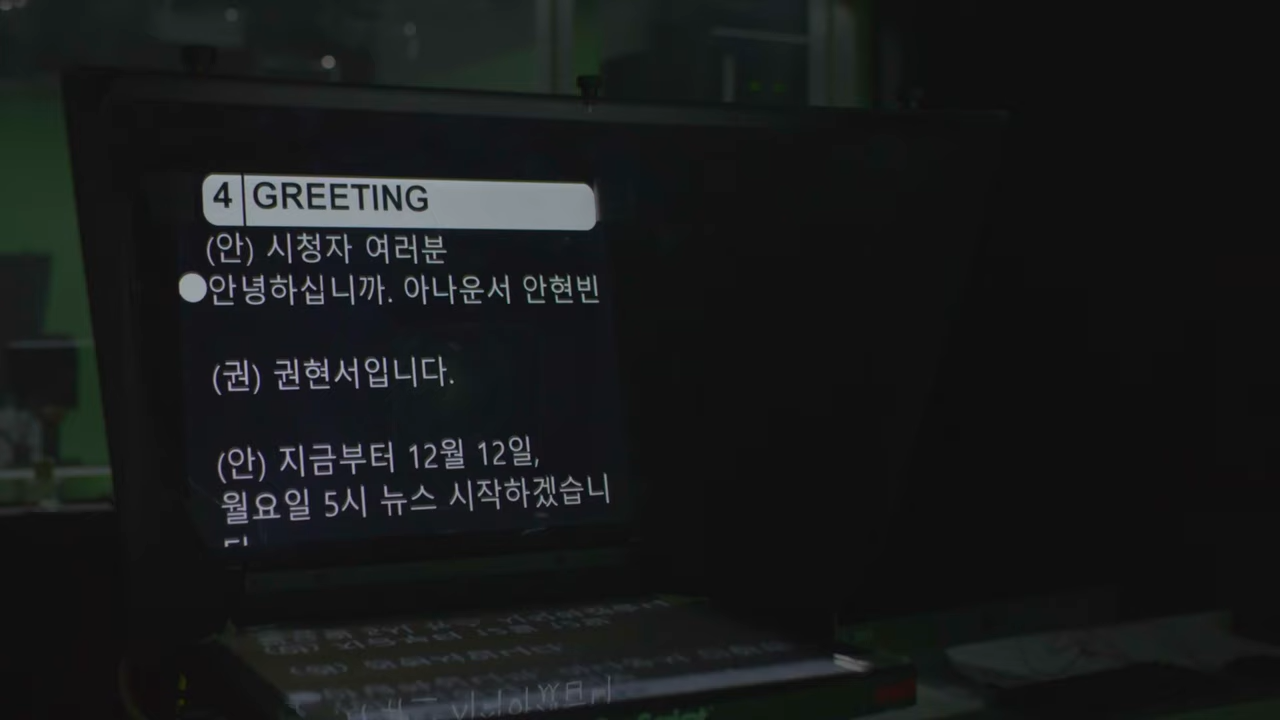 4 GREETING
(안) 시청자 여러분
안녕하십니까. 아나운서 안현빈
(권) 권현서입니다.
(안) 지금부터 12월 12일,
월요일 5시 뉴스 시작하겠습니